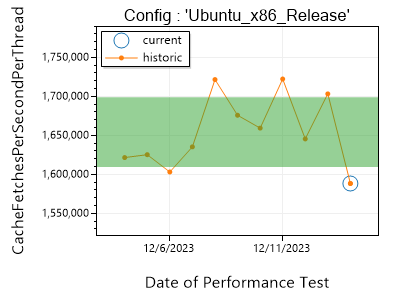 Config : 'Ubuntu_x86_Release'
CacheFetchesPerSecondPerThread
current
historic
1,750,000
1,700,000
1,650,000
1,600,000
1,550,000
12/6/2023
12/11/2023
Date of Performance Test